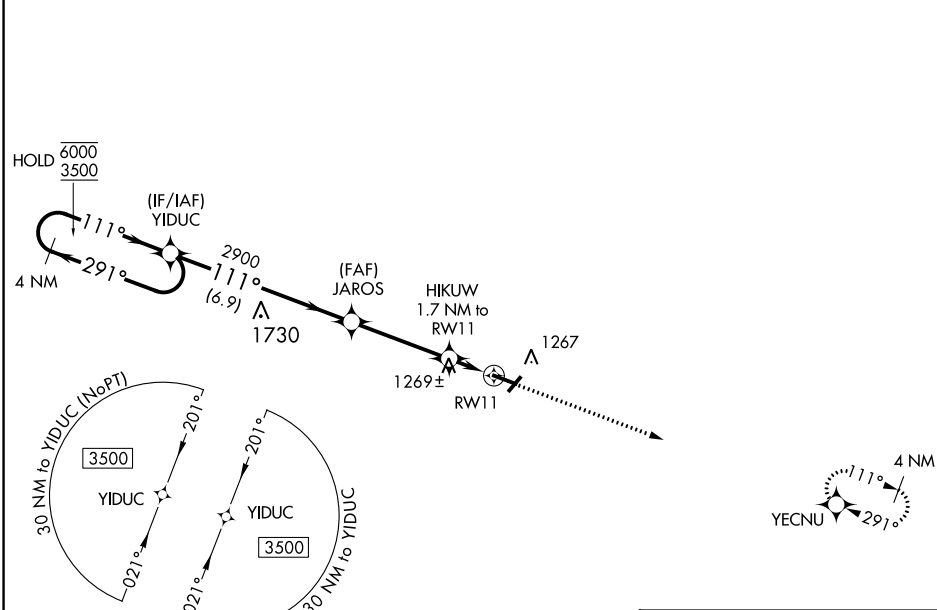 HOLD 6000
3500
(IF/IAF)
YIDUC
111°
291°
4 NM
2900
111°
(6.9)
1730
(FAF)
JAROS
HIKUW
1.7 NM to
RW11
1269±
1267
RW11
30 NM to YIDUC (NoPT)
201°
3500
YIDUC
021°
201°
YIDUC
3500
021°
30 NM to YIDUC
4 NM
111°
291°
YECNU